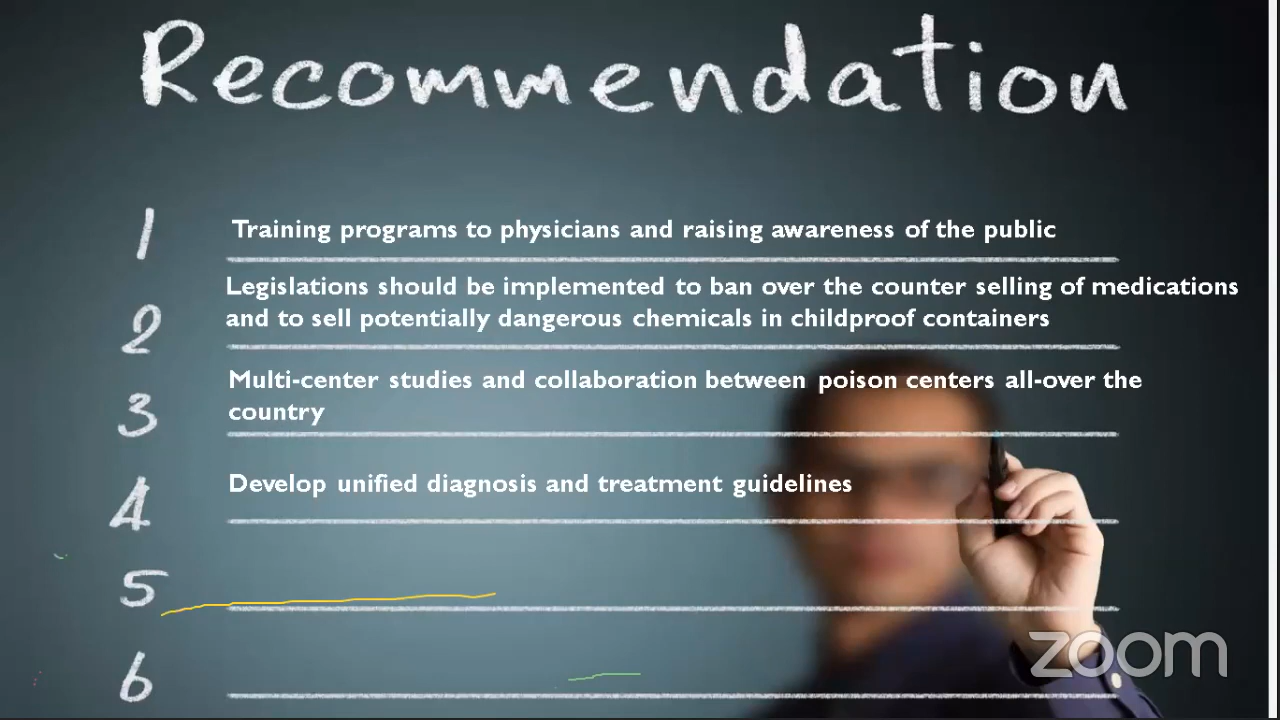 Recommendation
1
Training programs to physicians and raising awareness of the public
2
Legislations should be implemented to ban over the counter selling of medications
and to sell potentially dangerous chemicals in childproof containers
3
Multi-center studies and collaboration between poison centers all-over the
country
4
Develop unified diagnosis and treatment guidelines
5
6
zoom